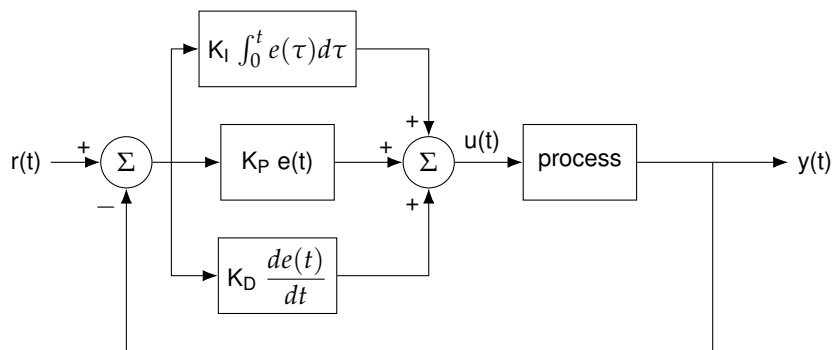 K_I ∫_0^t e(τ)dτ
+
+ + u(t)
r(t) Σ K_P e(t) Σ process y(t)
− +
K_D de(t)/dt